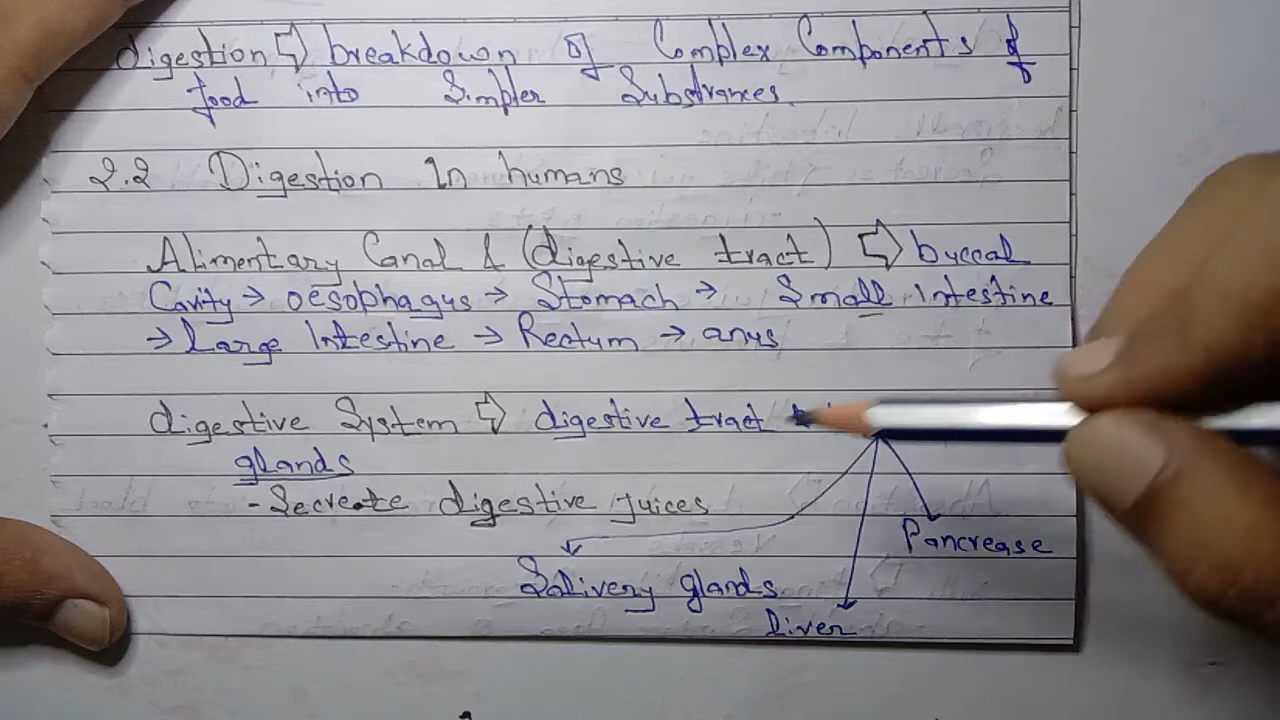 digestion ⇨ breakdown of Complex Components of
food into Simpler Substances.
2.2 Digestion In humans
Alimentary Canal & (digestive tract) ⇨ buccal
Cavity → oesophagus → Stomach → Small Intestine
→ Large Intestine → Rectum → anus
digestive System ⇨ digestive tract
glands
- Secreate digestive juices
Pancrease
Salivery glands
Liver